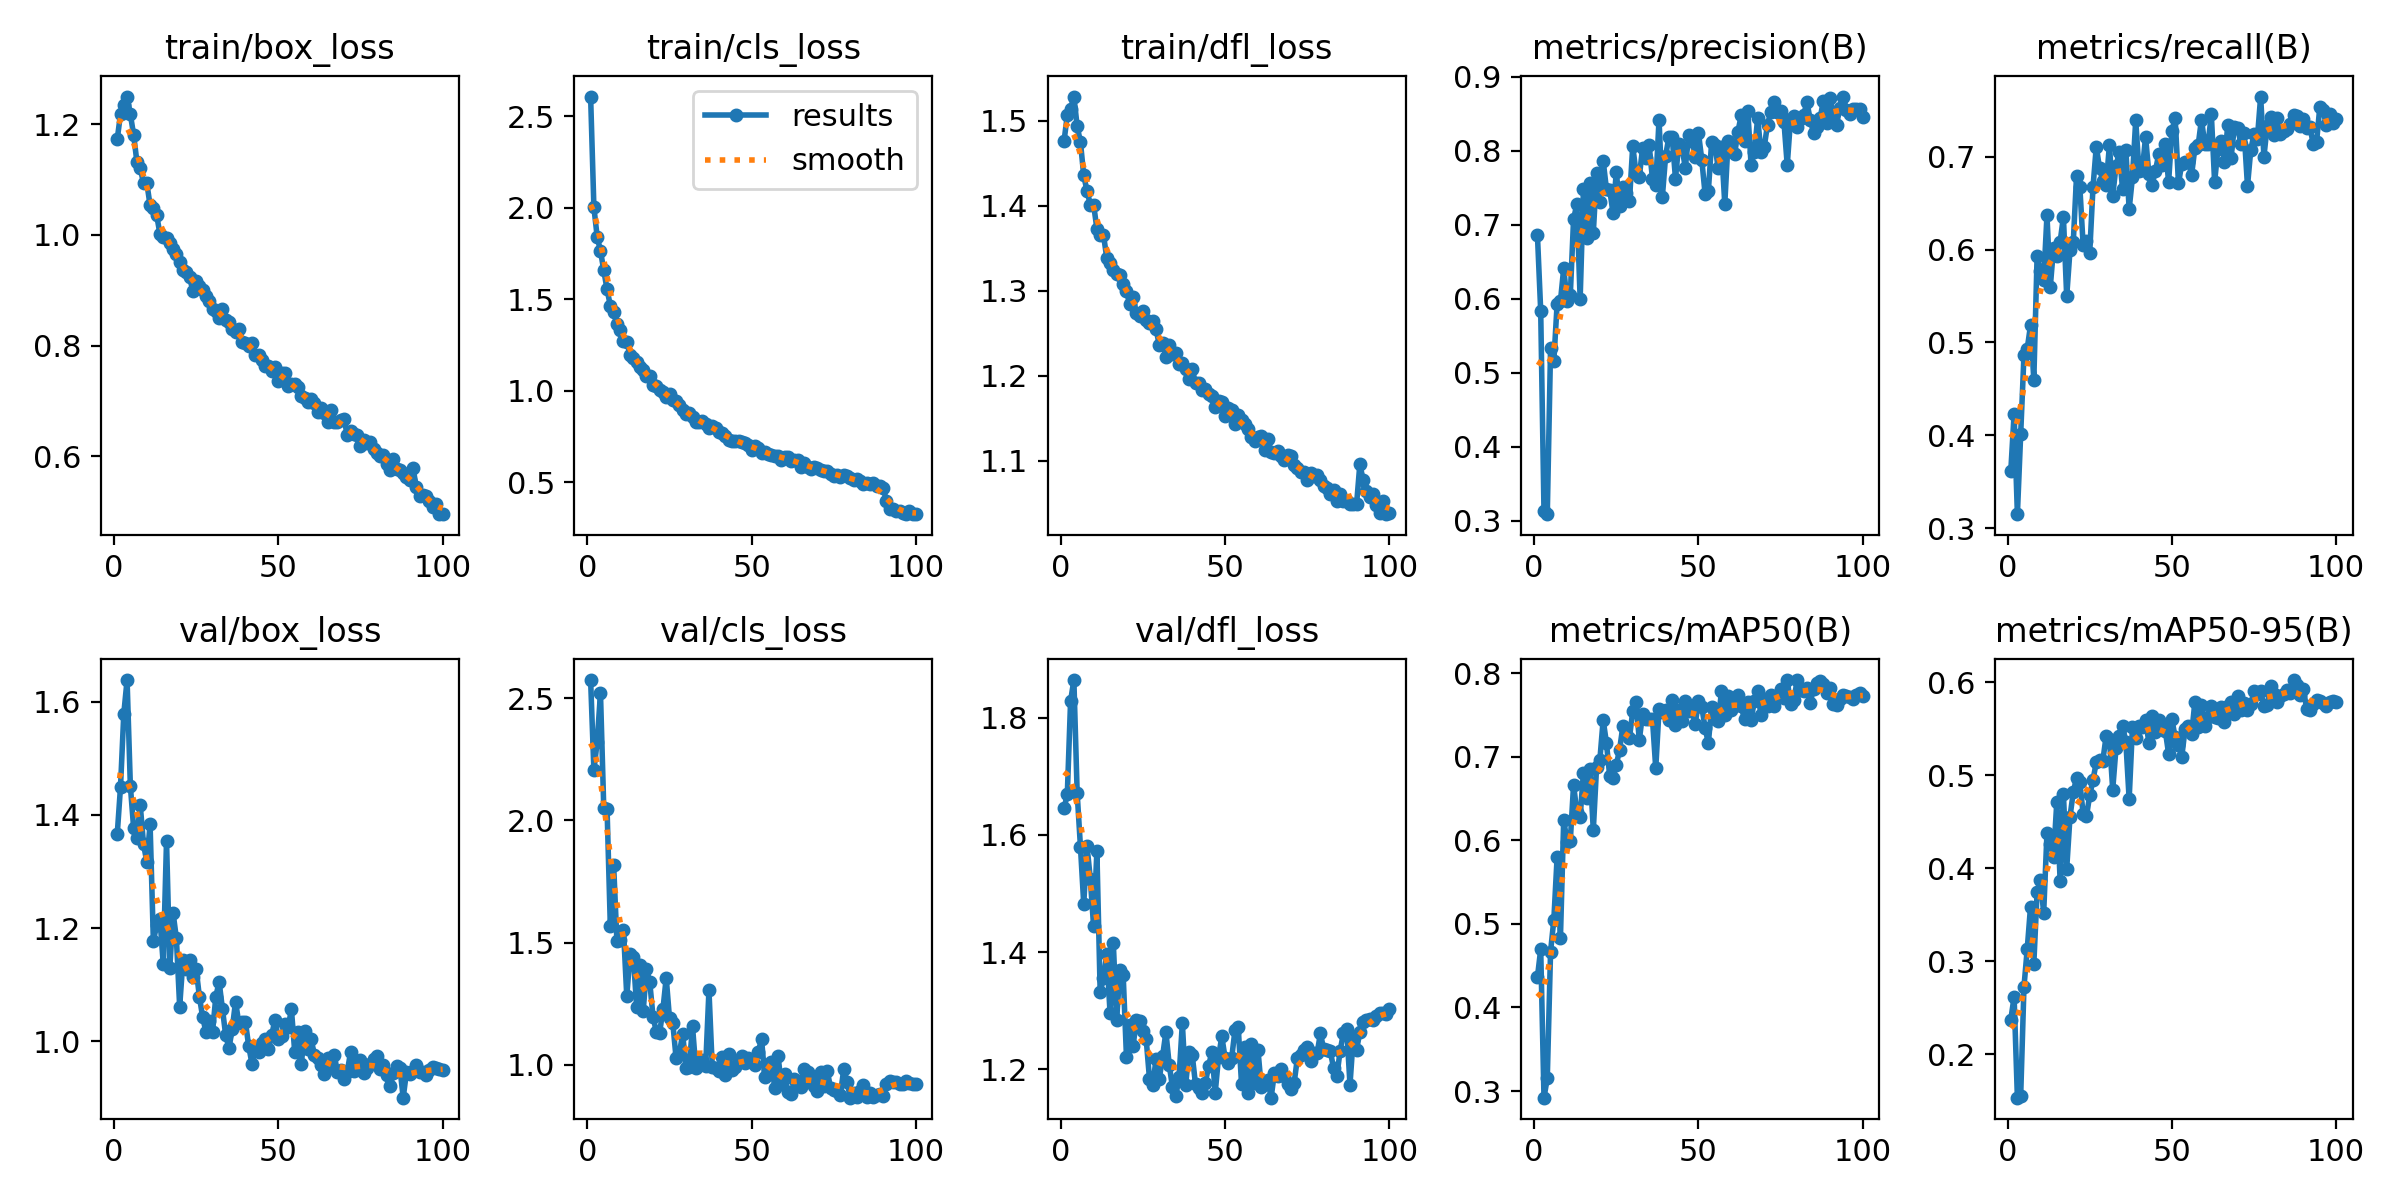 train/box_loss
1.2
1.0
0.8
0.6
0 50 100
train/cls_loss
results
smooth
2.5
2.0
1.5
1.0
0.5
0 50 100
train/dfl_loss
1.5
1.4
1.3
1.2
1.1
0 50 100
metrics/precision(B)
0.9
0.8
0.7
0.6
0.5
0.4
0.3
0 50 100
metrics/recall(B)
0.7
0.6
0.5
0.4
0.3
0 50 100
val/box_loss
1.6
1.4
1.2
1.0
0 50 100
val/cls_loss
2.5
2.0
1.5
1.0
0 50 100
val/dfl_loss
1.8
1.6
1.4
1.2
0 50 100
metrics/mAP50(B)
0.8
0.7
0.6
0.5
0.4
0.3
0 50 100
metrics/mAP50-95(B)
0.6
0.5
0.4
0.3
0.2
0 50 100